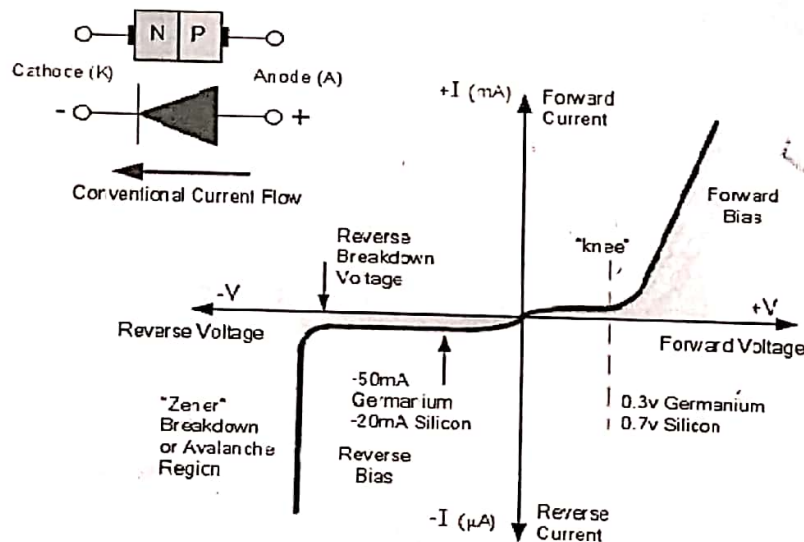 N P
Cathoce (K)
Anode (A)
- +
Conventional Current Flow
+I (mA)
Forward
Current
Forward
Bias
"knee"
Reverse
Breakdown
Voltage
-V
+V
Reverse Voltage
Forward Voltage
-50mA
Germanium
-20mA Silicon
0.3v Germanium
0.7v Silicon
"Zener"
Breakdown
or Avalanche
Region
Reverse
Bias
-I (μA)
Reverse
Current